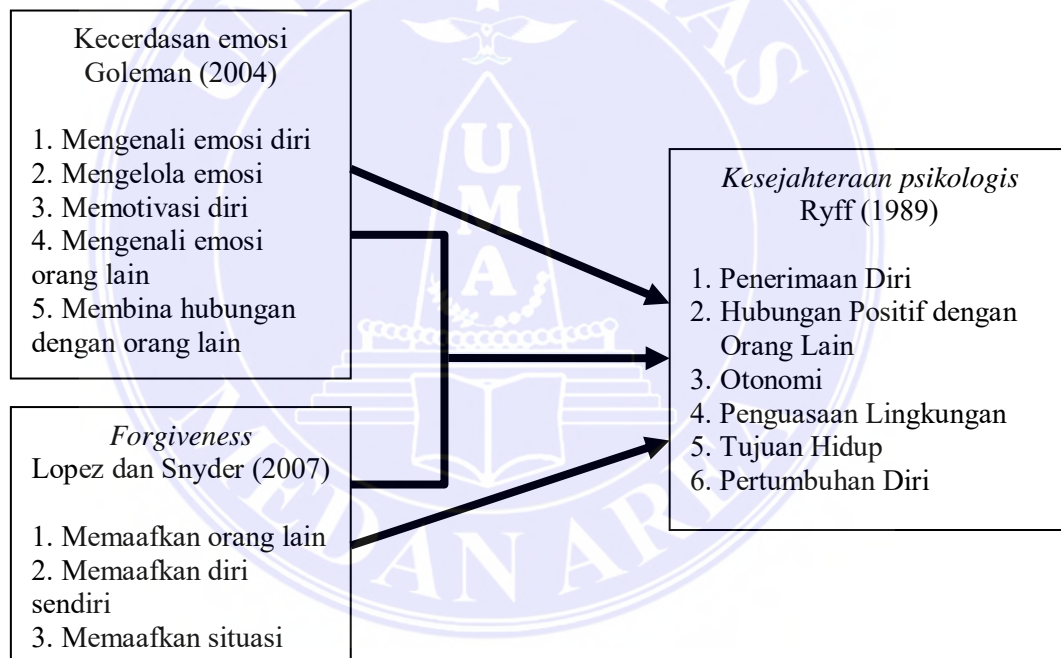 Kecerdasan emosi
Goleman (2004)
1. Mengenali emosi diri
2. Mengelola emosi
3. Memotivasi diri
4. Mengenali emosi
orang lain
5. Membina hubungan
dengan orang lain
Forgiveness
Lopez dan Snyder (2007)
1. Memaafkan orang lain
2. Memaafkan diri
sendiri
3. Memaafkan situasi
Kesejahteraan psikologis
Ryff (1989)
1. Penerimaan Diri
2. Hubungan Positif dengan
Orang Lain
3. Otonomi
4. Penguasaan Lingkungan
5. Tujuan Hidup
6. Pertumbuhan Diri
UMA
MEDAN AREA